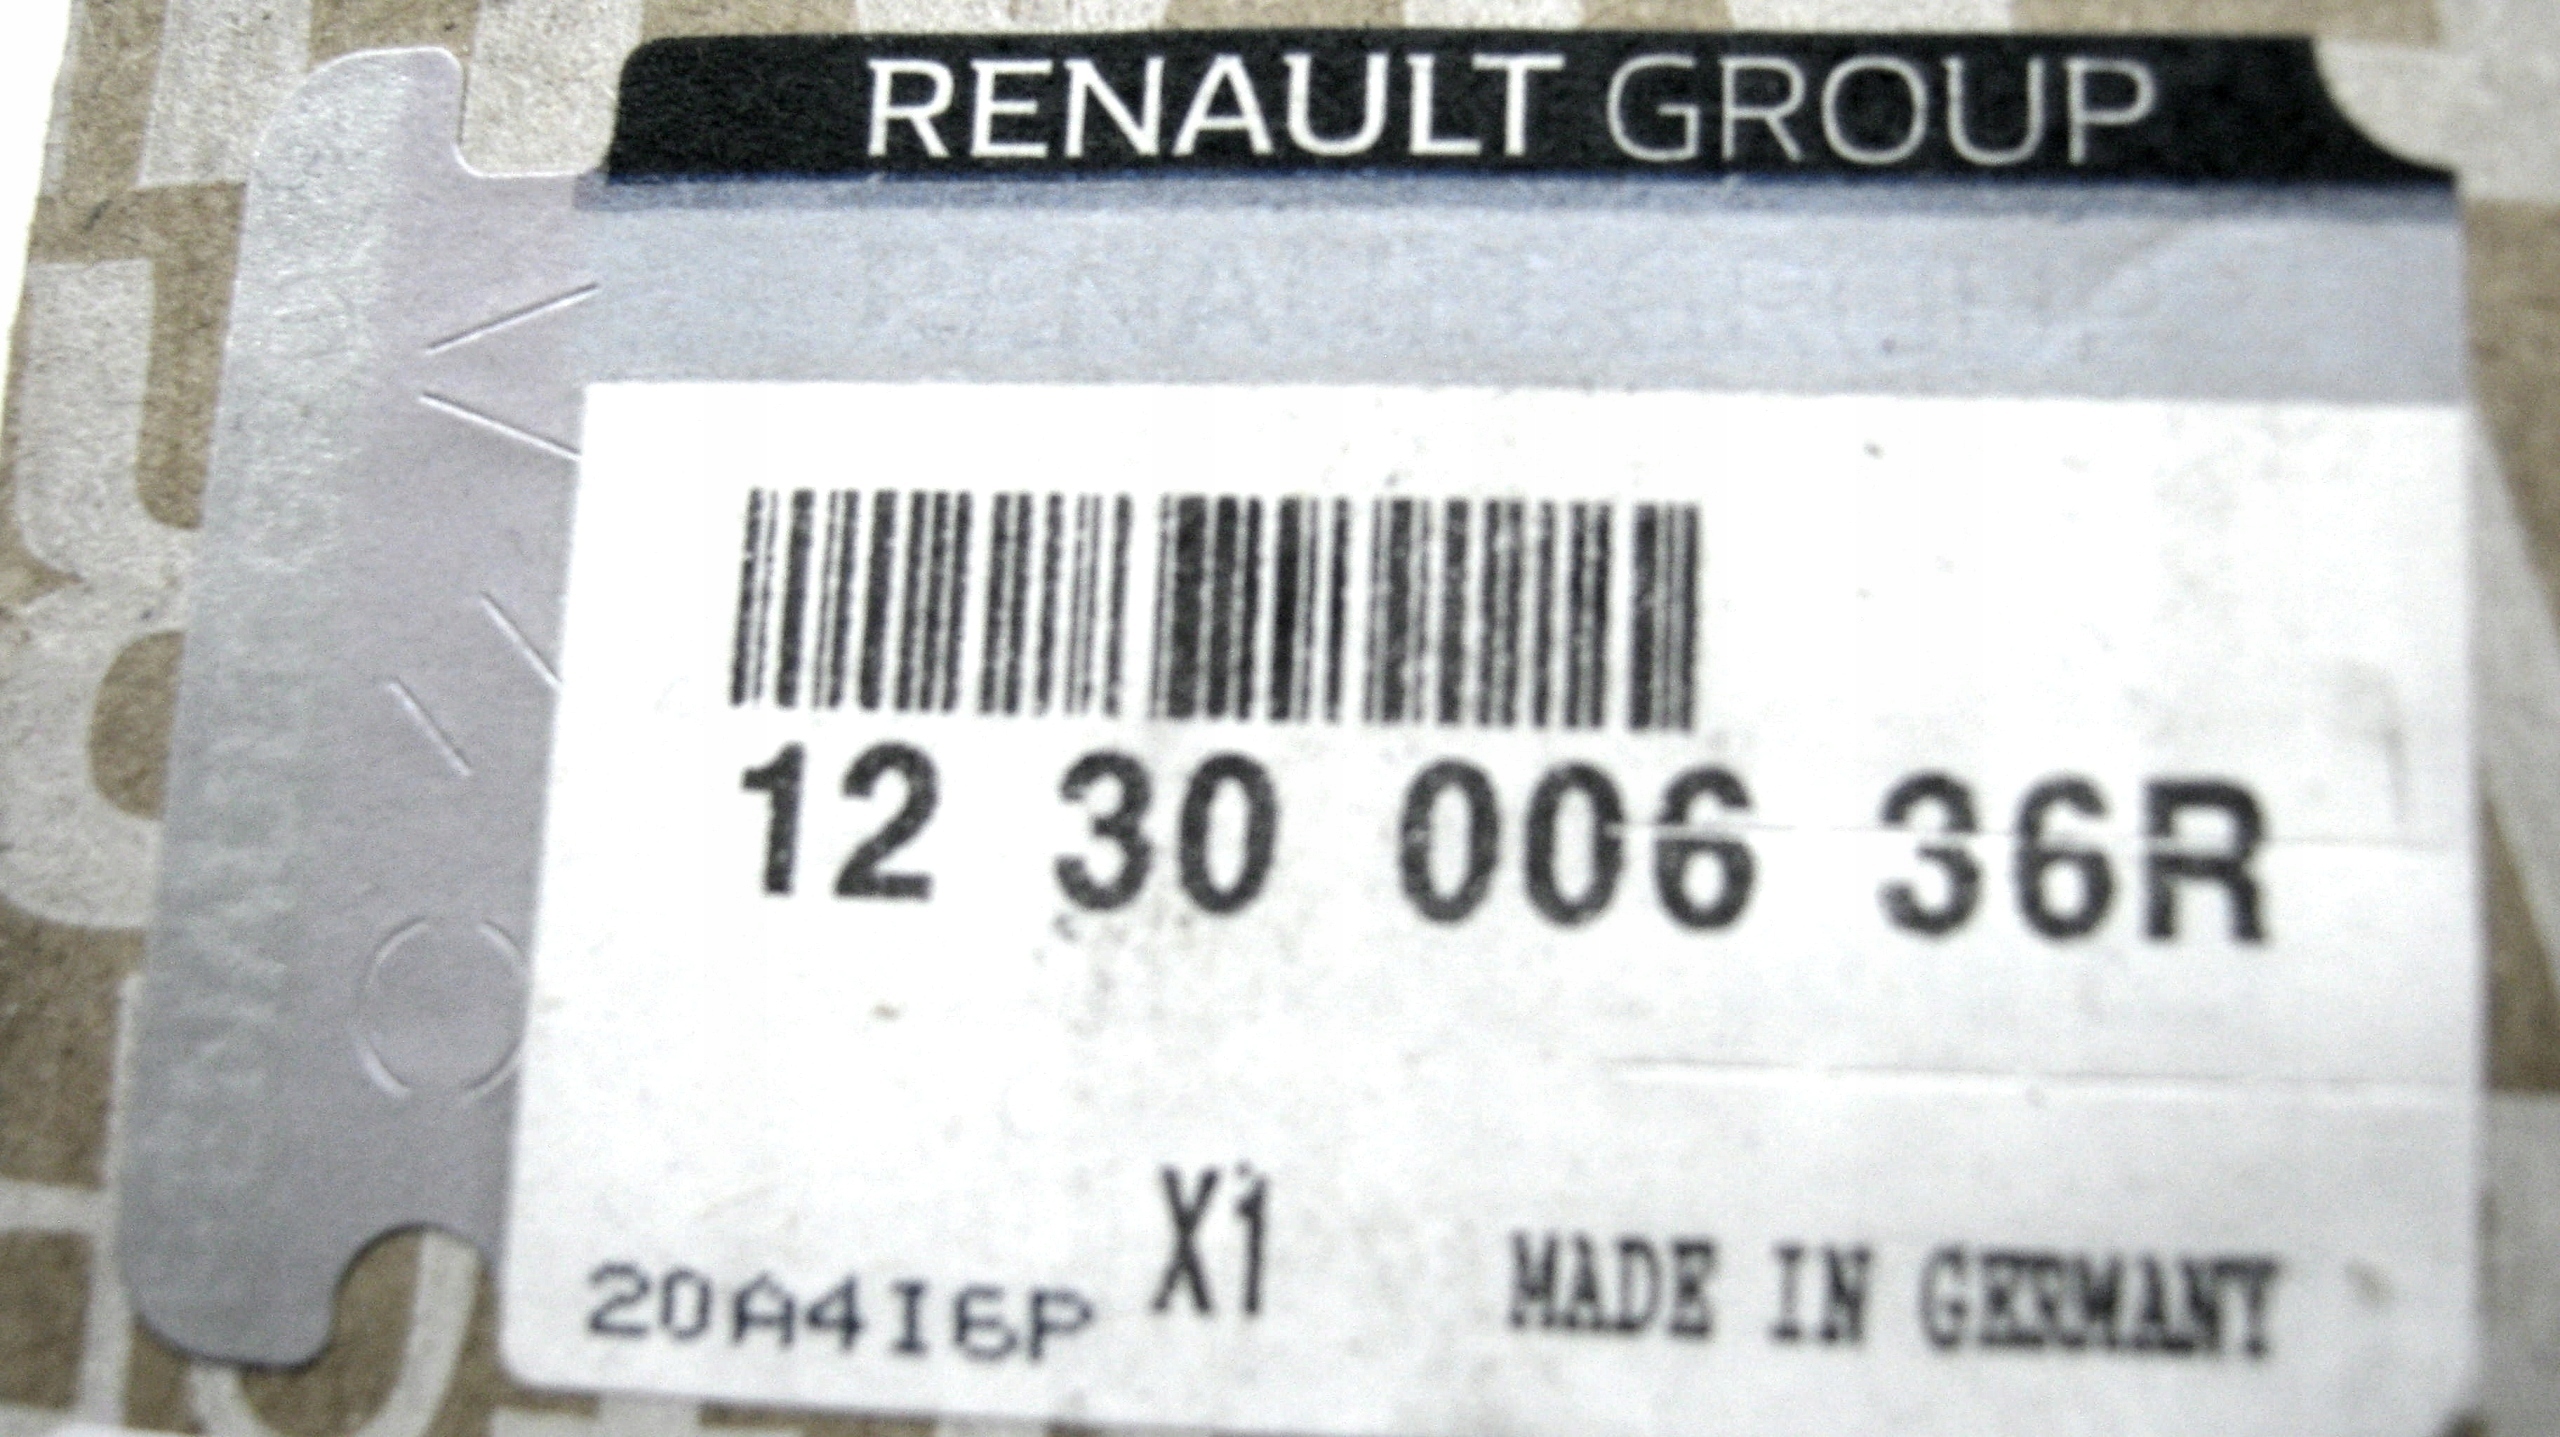 RENAULT GROUP
12 30 006 36R
X1
20A4I6P
MADE IN GERMANY